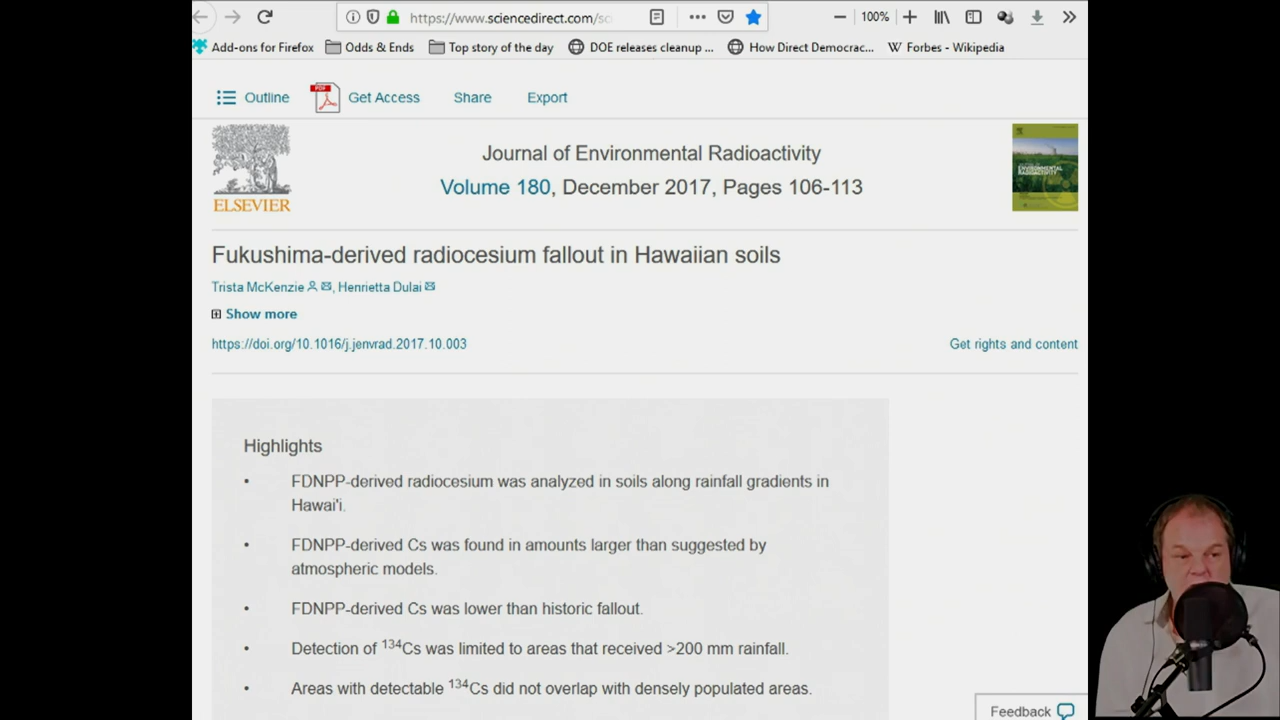 https://www.sciencedirect.com/sc
100%
Add-ons for Firefox
Odds & Ends
Top story of the day
DOE releases cleanup ...
How Direct Democrac...
W Forbes - Wikipedia
Outline
PDF
Get Access
Share
Export
ELSEVIER
Journal of Environmental Radioactivity
Volume 180, December 2017, Pages 106-113
ENVIRONMENTAL
RADIOACTIVITY
Fukushima-derived radiocesium fallout in Hawaiian soils
Trista McKenzie, Henrietta Dulai
Show more
https://doi.org/10.1016/j.jenvrad.2017.10.003
Get rights and content
Highlights
• FDNPP-derived radiocesium was analyzed in soils along rainfall gradients in
Hawai'i.
• FDNPP-derived Cs was found in amounts larger than suggested by
atmospheric models.
• FDNPP-derived Cs was lower than historic fallout.
• Detection of ¹³⁴Cs was limited to areas that received >200 mm rainfall.
• Areas with detectable ¹³⁴Cs did not overlap with densely populated areas.
Feedback